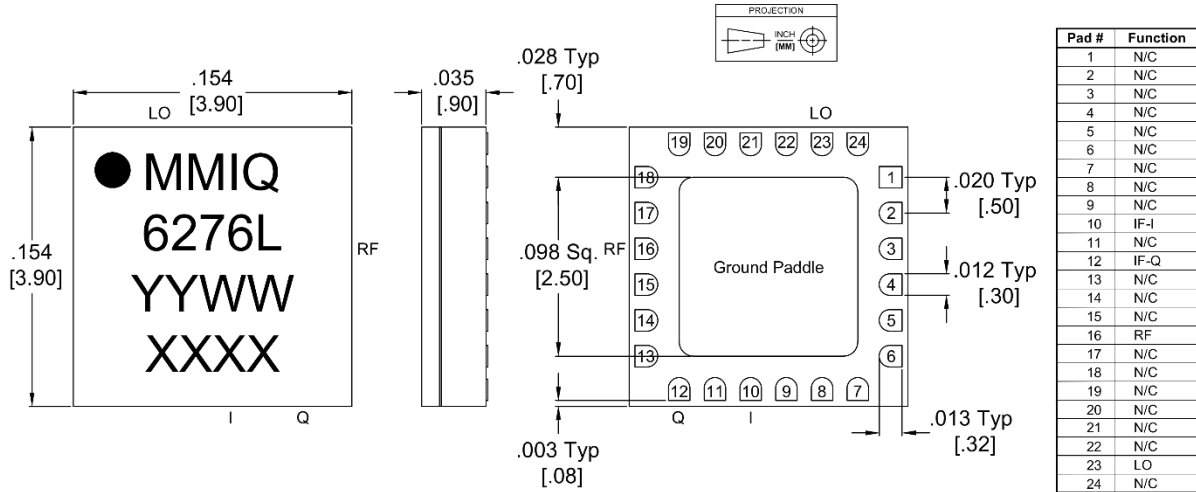 PROJECTION
INCH
[MM]
.154
[3.90]
LO
.035
[.90]
.028 Typ
[.70]
LO
MMIQ
6276L
YYWW
XXXX
.154
[3.90]
RF
I
Q
19 20 21 22 23 24
18
17
16
15
14
13
1
2
3
4
5
6
12 11 10 9 8 7
.098 Sq.
[2.50]
RF
Ground Paddle
.020 Typ
[.50]
.012 Typ
[.30]
Q
I
.003 Typ
[.08]
.013 Typ
[.32]
Pad # Function
1 N/C
2 N/C
3 N/C
4 N/C
5 N/C
6 N/C
7 N/C
8 N/C
9 N/C
10 IF-I
11 N/C
12 IF-Q
13 N/C
14 N/C
15 N/C
16 RF
17 N/C
18 N/C
19 N/C
20 N/C
21 N/C
22 N/C
23 LO
24 N/C